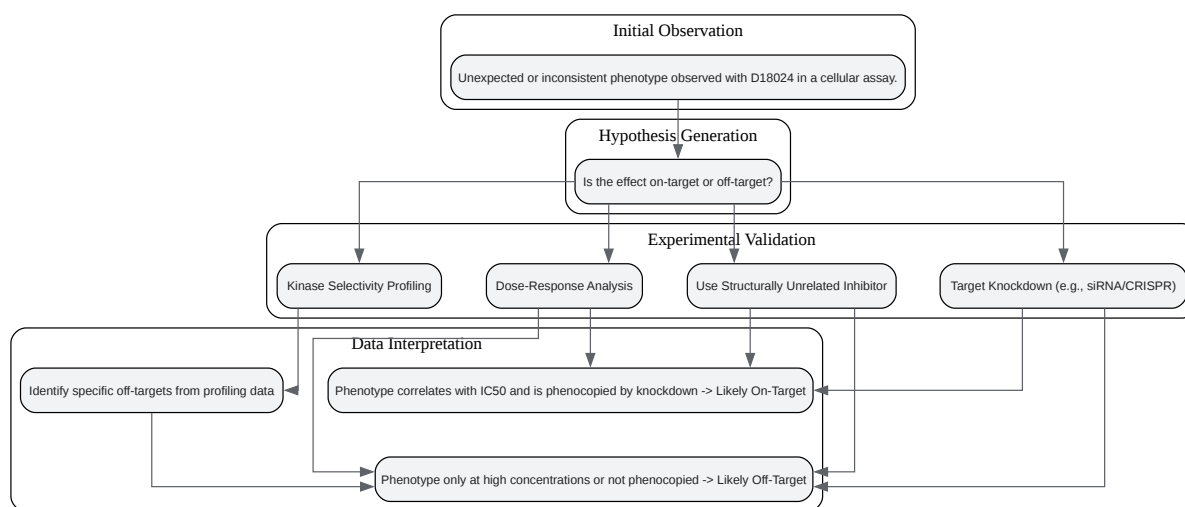 Initial Observation
Unexpected or inconsistent phenotype observed with D18024 in a cellular assay.
Hypothesis Generation
Is the effect on-target or off-target?
Experimental Validation
Kinase Selectivity Profiling
Dose-Response Analysis
Use Structurally Unrelated Inhibitor
Target Knockdown (e.g., siRNA/CRISPR)
Data Interpretation
Identify specific off-targets from profiling data
Phenotype correlates with IC50 and is phenocopied by knockdown -> Likely On-Target
Phenotype only at high concentrations or not phenocopied -> Likely Off-Target